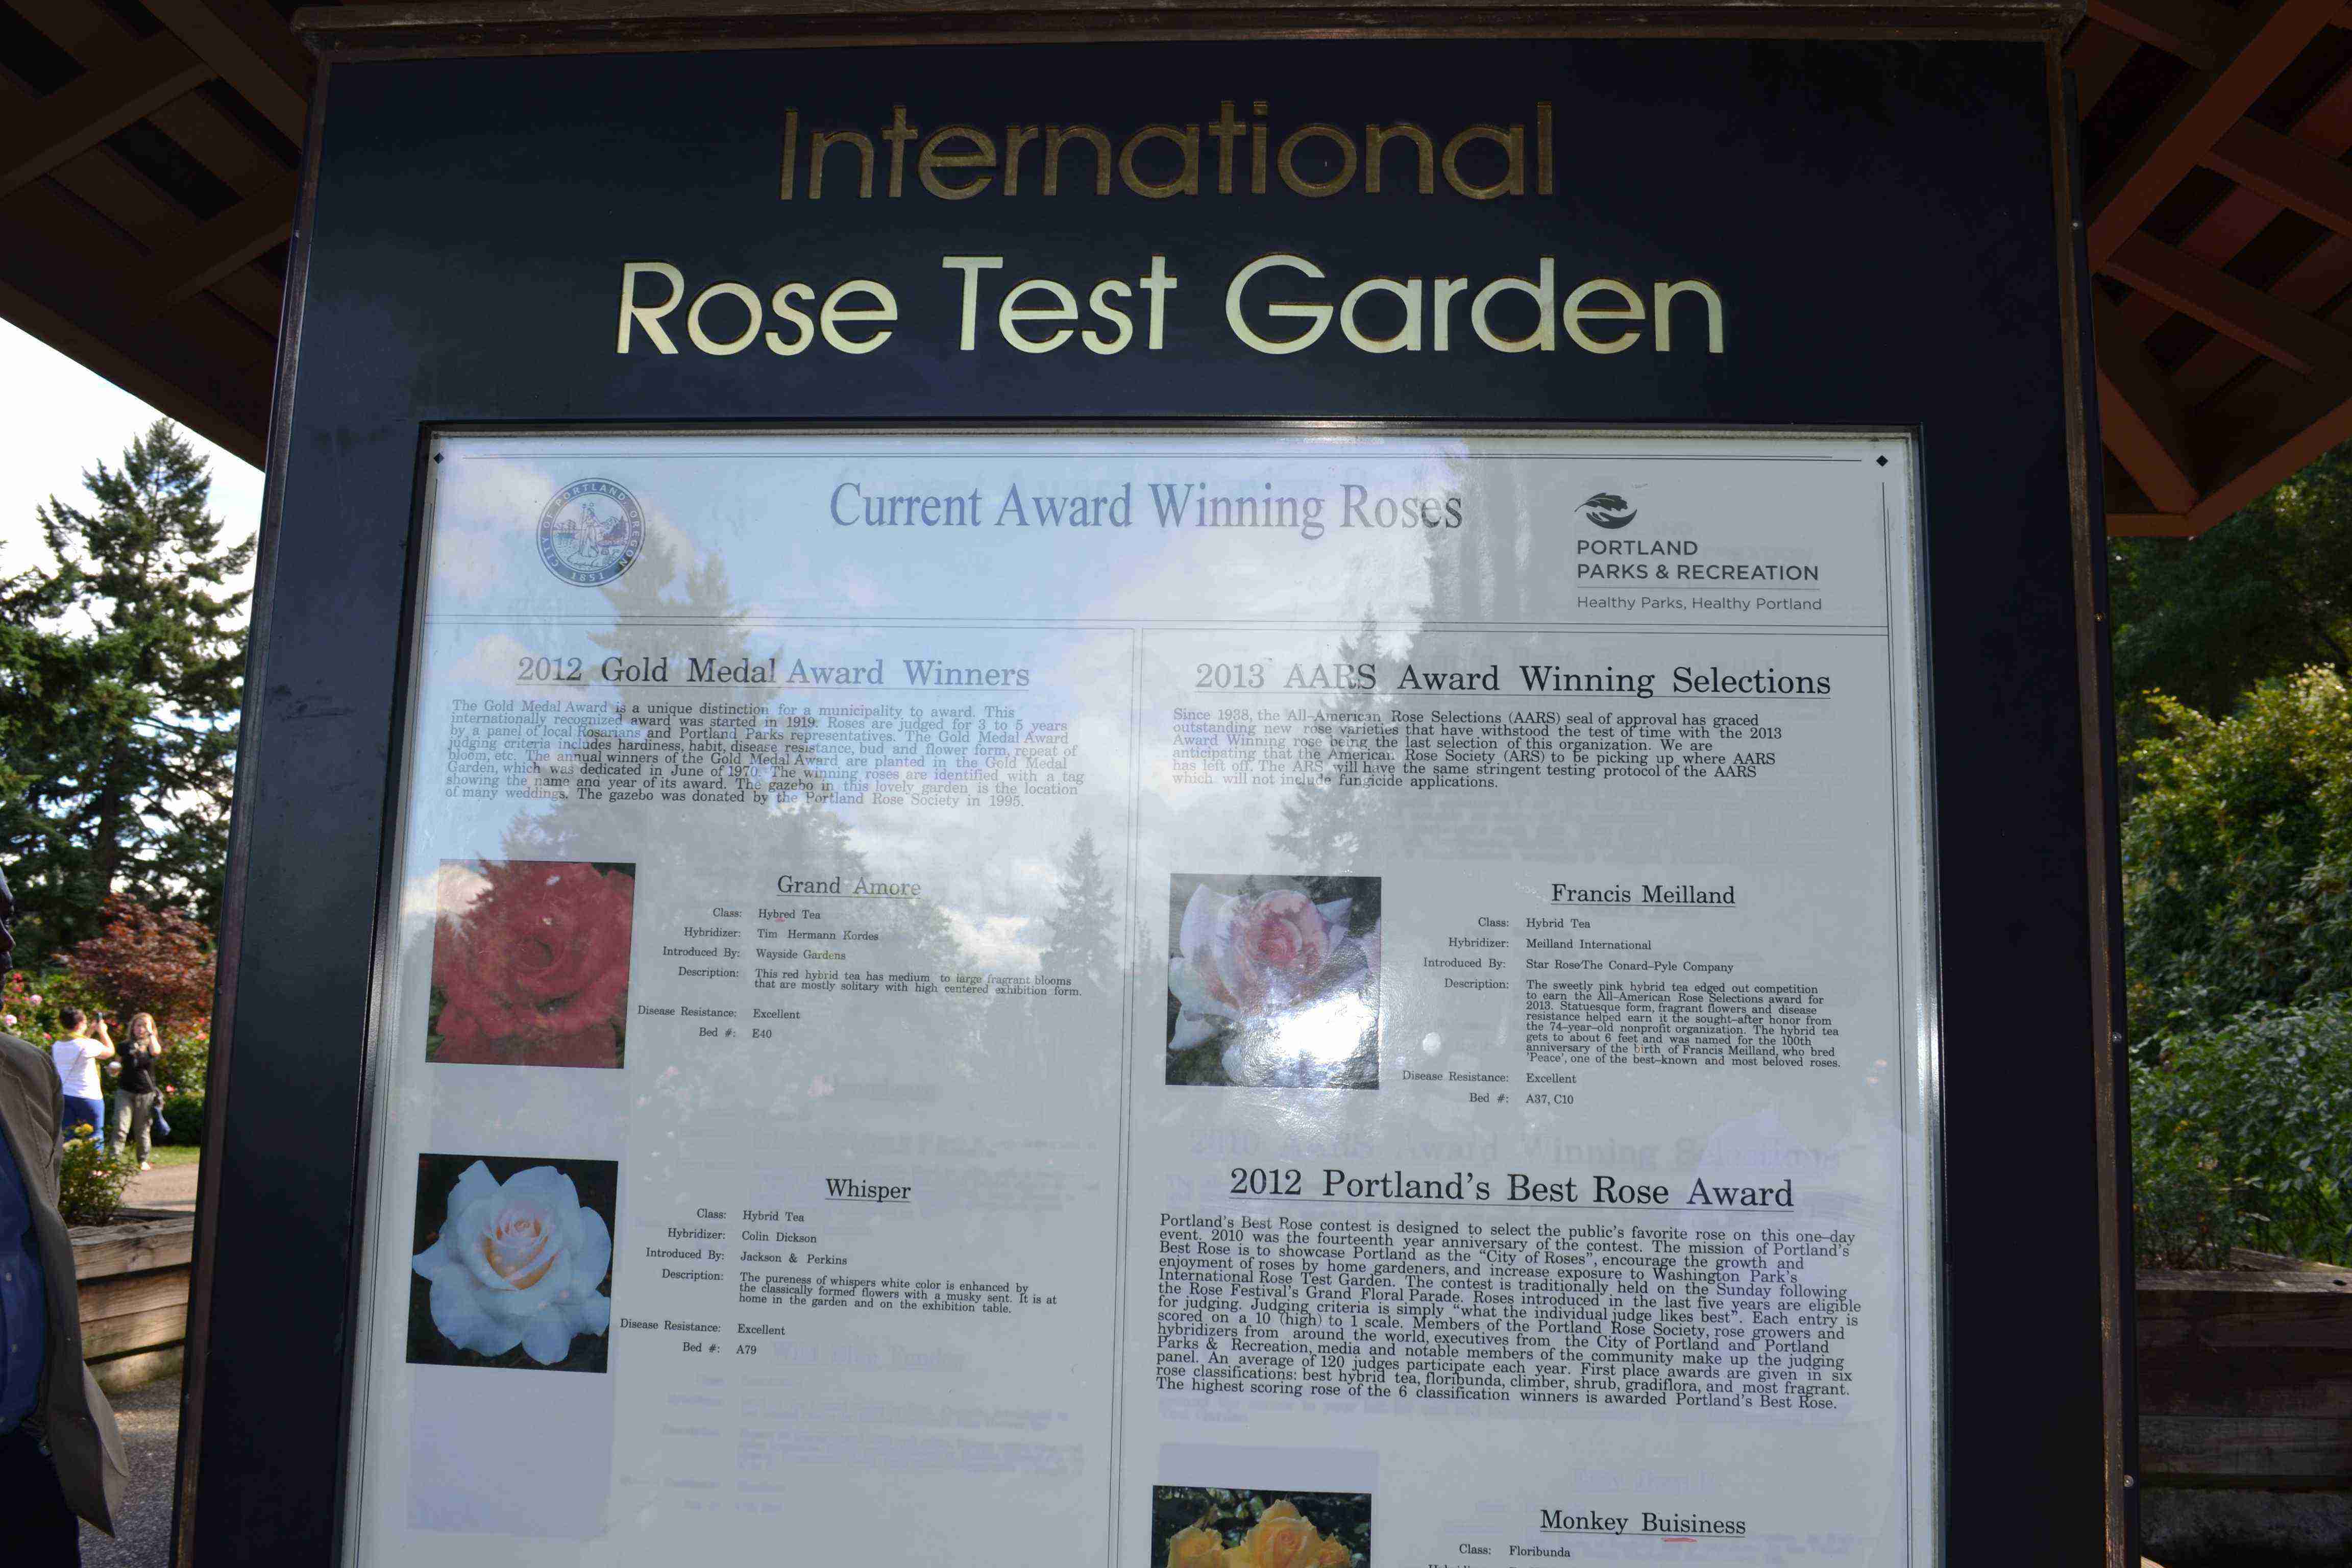 International
Rose Test Garden
CITY OF PORTLAND, OREGON
1851
Current Award Winning Roses
PORTLAND
PARKS & RECREATION
Healthy Parks, Healthy Portland
2012 Gold Medal Award Winners
The Gold Medal Award is a unique distinction for a municipality to award. This
internationally recognized award was started in 1919. Roses are judged for 3 to 5 years
by a panel of local Rosarians and Portland Parks representatives. The Gold Medal Award
judging criteria includes hardiness, habit, disease resistance, bud and flower form, repeat of
bloom, etc. The annual winners of the Gold Medal Award are planted in the Gold Medal
Garden, which was dedicated in June of 1970. The winning roses are identified with a tag
showing the name and year of its award. The gazebo in this lovely garden is the location
of many weddings. The gazebo was donated by the Portland Rose Society in 1995.
Grand Amore
Class: Hybred Tea
Hybridizer: Tim Hermann Kordes
Introduced By: Wayside Gardens
Description: This red hybrid tea has medium to large fragrant blooms
that are mostly solitary with high centered exhibition form.
Disease Resistance: Excellent
Bed #: E40
Whisper
Class: Hybrid Tea
Hybridizer: Colin Dickson
Introduced By: Jackson & Perkins
Description: The pureness of whispers white color is enhanced by
the classically formed flowers with a musky sent. It is at
home in the garden and on the exhibition table.
Disease Resistance: Excellent
Bed #: A79
2013 AARS Award Winning Selections
Since 1938, the All-American Rose Selections (AARS) seal of approval has graced
outstanding new rose varieties that have withstood the test of time with the 2013
Award Winning rose being the last selection of this organization. We are
anticipating that the American Rose Society (ARS) to be picking up where AARS
has left off. The ARS will have the same stringent testing protocol of the AARS
which will not include fungicide applications.
Francis Meilland
Class: Hybrid Tea
Hybridizer: Meilland International
Introduced By: Star Rose/The Conard-Pyle Company
Description: The sweetly pink hybrid tea edged out competition
to earn the All-American Rose Selections award for
2013. Statuesque form, fragrant flowers and disease
resistance helped earn it the sought-after honor from
the 74-year-old nonprofit organization. The hybrid tea
gets to about 6 feet and was named for the 100th
anniversary of the birth of Francis Meilland, who bred
'Peace', one of the best-known and most beloved roses.
Disease Resistance: Excellent
Bed #: A37, C10
2010 AARS Award Winning Selections
2012 Portland's Best Rose Award
Portland's Best Rose contest is designed to select the public's favorite rose on this one-day
event. 2010 was the fourteenth year anniversary of the contest. The mission of Portland's
Best Rose is to showcase Portland as the "City of Roses", encourage the growth and
enjoyment of roses by home gardeners, and increase exposure to Washington Park's
International Rose Test Garden. The contest is traditionally held on the Sunday following
the Rose Festival's Grand Floral Parade. Roses introduced in the last five years are eligible
for judging. Judging criteria is simply "what the individual judge likes best". Each entry is
scored on a 10 (high) to 1 scale. Members of the Portland Rose Society, rose growers and
hybridizers from around the world, executives from the City of Portland and Portland
Parks & Recreation, media and notable members of the community make up the judging
panel. An average of 120 judges participate each year. First place awards are given in six
rose classifications: best hybrid tea, floribunda, climber, shrub, gradiflora, and most fragrant.
The highest scoring rose of the 6 classification winners is awarded Portland's Best Rose.
Monkey Buisiness
Class: Floribunda